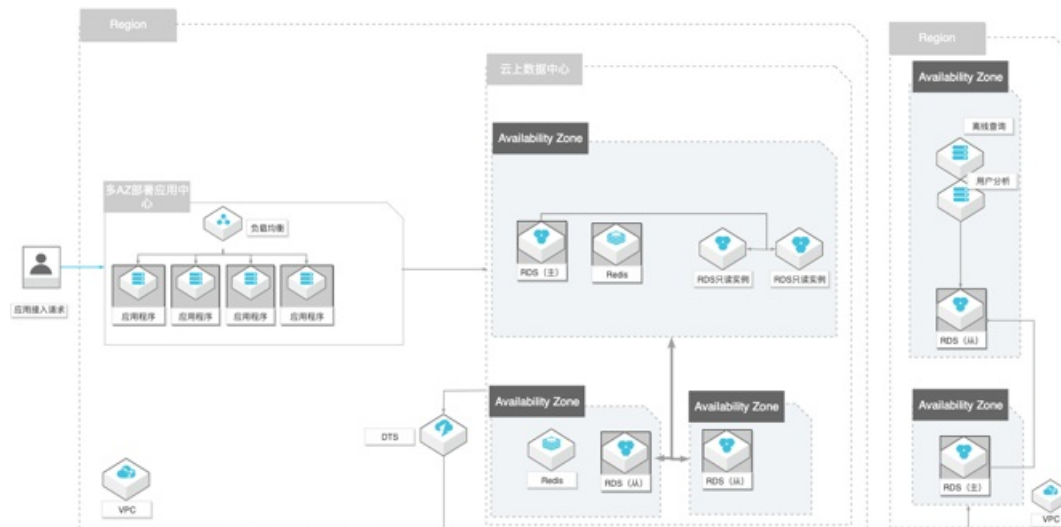 Region
Region
云上数据中心
Availability Zone
离线查询
Availability Zone
用户分析
多AZ部署应用中
心
负载均衡
RDS（主）
Redis
RDS只读实例
RDS只读实例
应用接入请求
应用程序
应用程序
应用程序
应用程序
RDS（从）
Availability Zone
Availability Zone
Availability Zone
DTS
Redis
RDS（从）
RDS（从）
RDS（主）
VPC
VPC